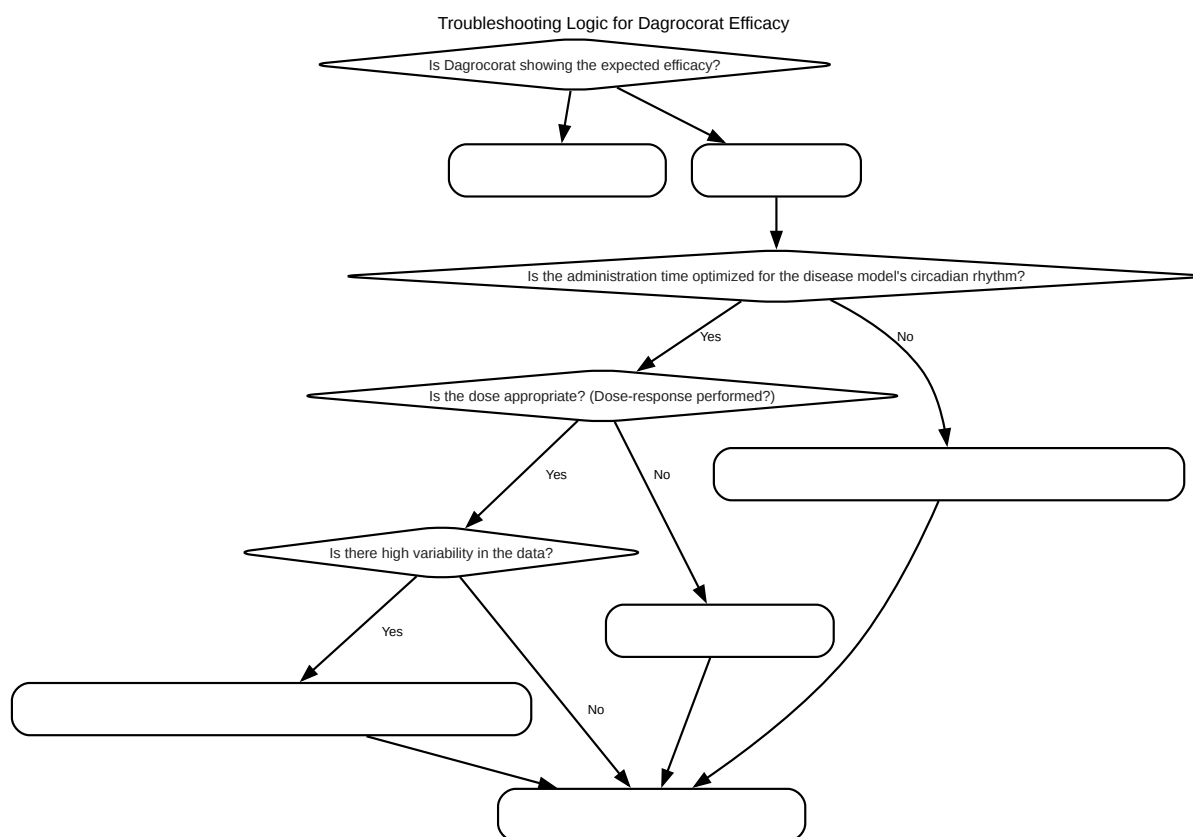 Troubleshooting Logic for Dagrocorat Efficacy
Is Dagrocorat showing the expected efficacy?
Is the administration time optimized for the disease model's circadian rhythm?
Yes
No
Is the dose appropriate? (Dose-response performed?)
Yes
No
Is there high variability in the data?
Yes
No